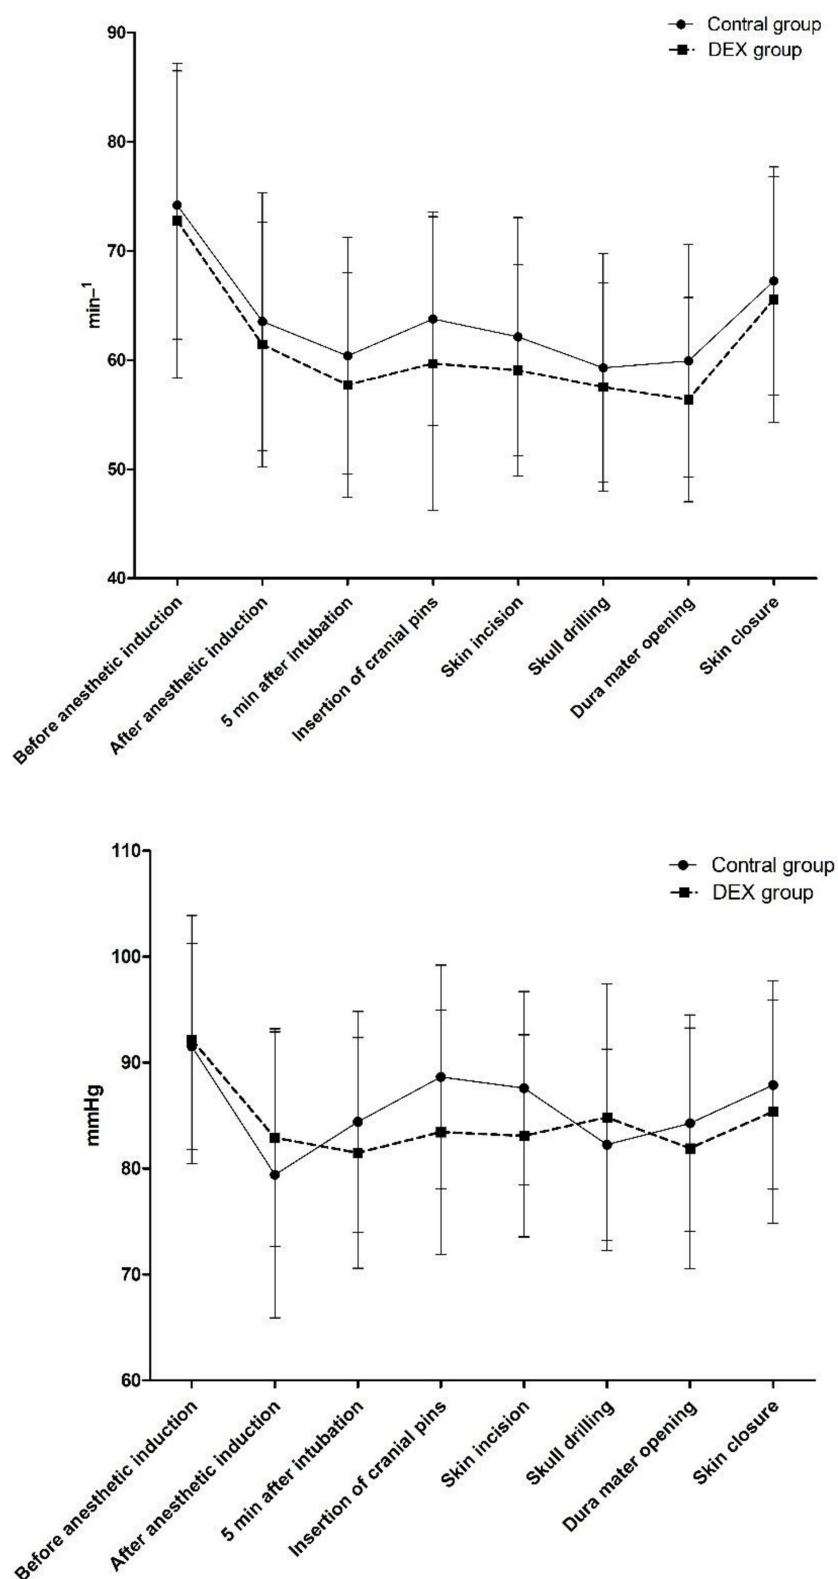 Contral group
DEX group
90
80
70
60
50
40
min–1
Before anesthetic induction
After anesthetic induction
5 min after intubation
Insertion of cranial pins
Skin incision
Skull drilling
Dura mater opening
Skin closure
Contral group
DEX group
110
100
90
80
70
60
mmHg
Before anesthetic induction
After anesthetic induction
5 min after intubation
Insertion of cranial pins
Skin incision
Skull drilling
Dura mater opening
Skin closure